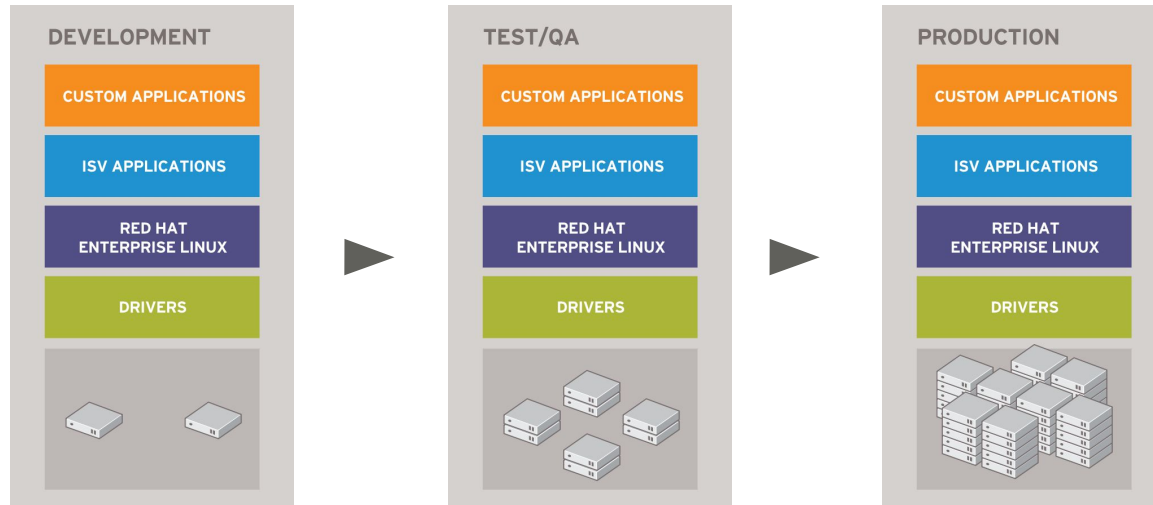 DEVELOPMENT
CUSTOM APPLICATIONS
ISV APPLICATIONS
RED HAT
ENTERPRISE LINUX
DRIVERS
TEST/QA
CUSTOM APPLICATIONS
ISV APPLICATIONS
RED HAT
ENTERPRISE LINUX
DRIVERS
PRODUCTION
CUSTOM APPLICATIONS
ISV APPLICATIONS
RED HAT
ENTERPRISE LINUX
DRIVERS